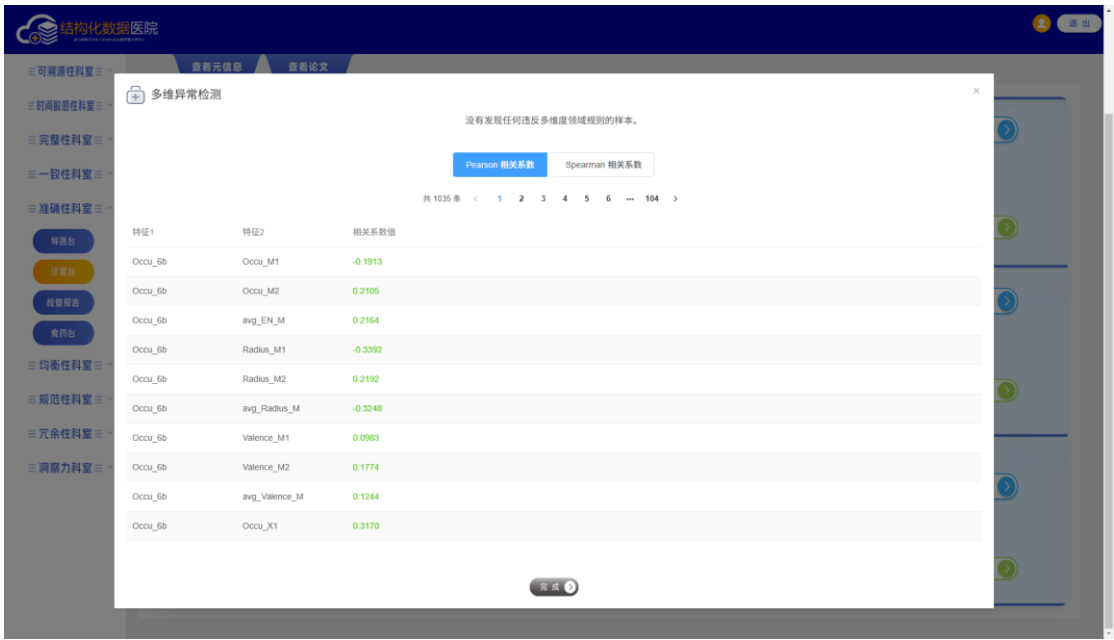 结构化数据医院
退 出
可溯源性科室
时间敏感性科室
完整性科室
一致性科室
准确性科室
导医台
诊室台
检查报告
食药台
均衡性科室
规范性科室
冗余性科室
洞察力科室
查看元信息 查看论文
多维异常检测 ×
没有发现任何违反多维度领域规则的样本。
Pearson 相关系数 Spearman 相关系数
共 1035 条 < 1 2 3 4 5 6 ··· 104 >
特征1 特征2 相关系数值
Occu_6b Occu_M1 -0.1913
Occu_6b Occu_M2 0.2105
Occu_6b avg_EN_M 0.2164
Occu_6b Radius_M1 -0.3392
Occu_6b Radius_M2 0.2192
Occu_6b avg_Radius_M -0.3248
Occu_6b Valence_M1 0.0983
Occu_6b Valence_M2 0.1774
Occu_6b avg_Valence_M 0.1244
Occu_6b Occu_X1 0.3170
完 成